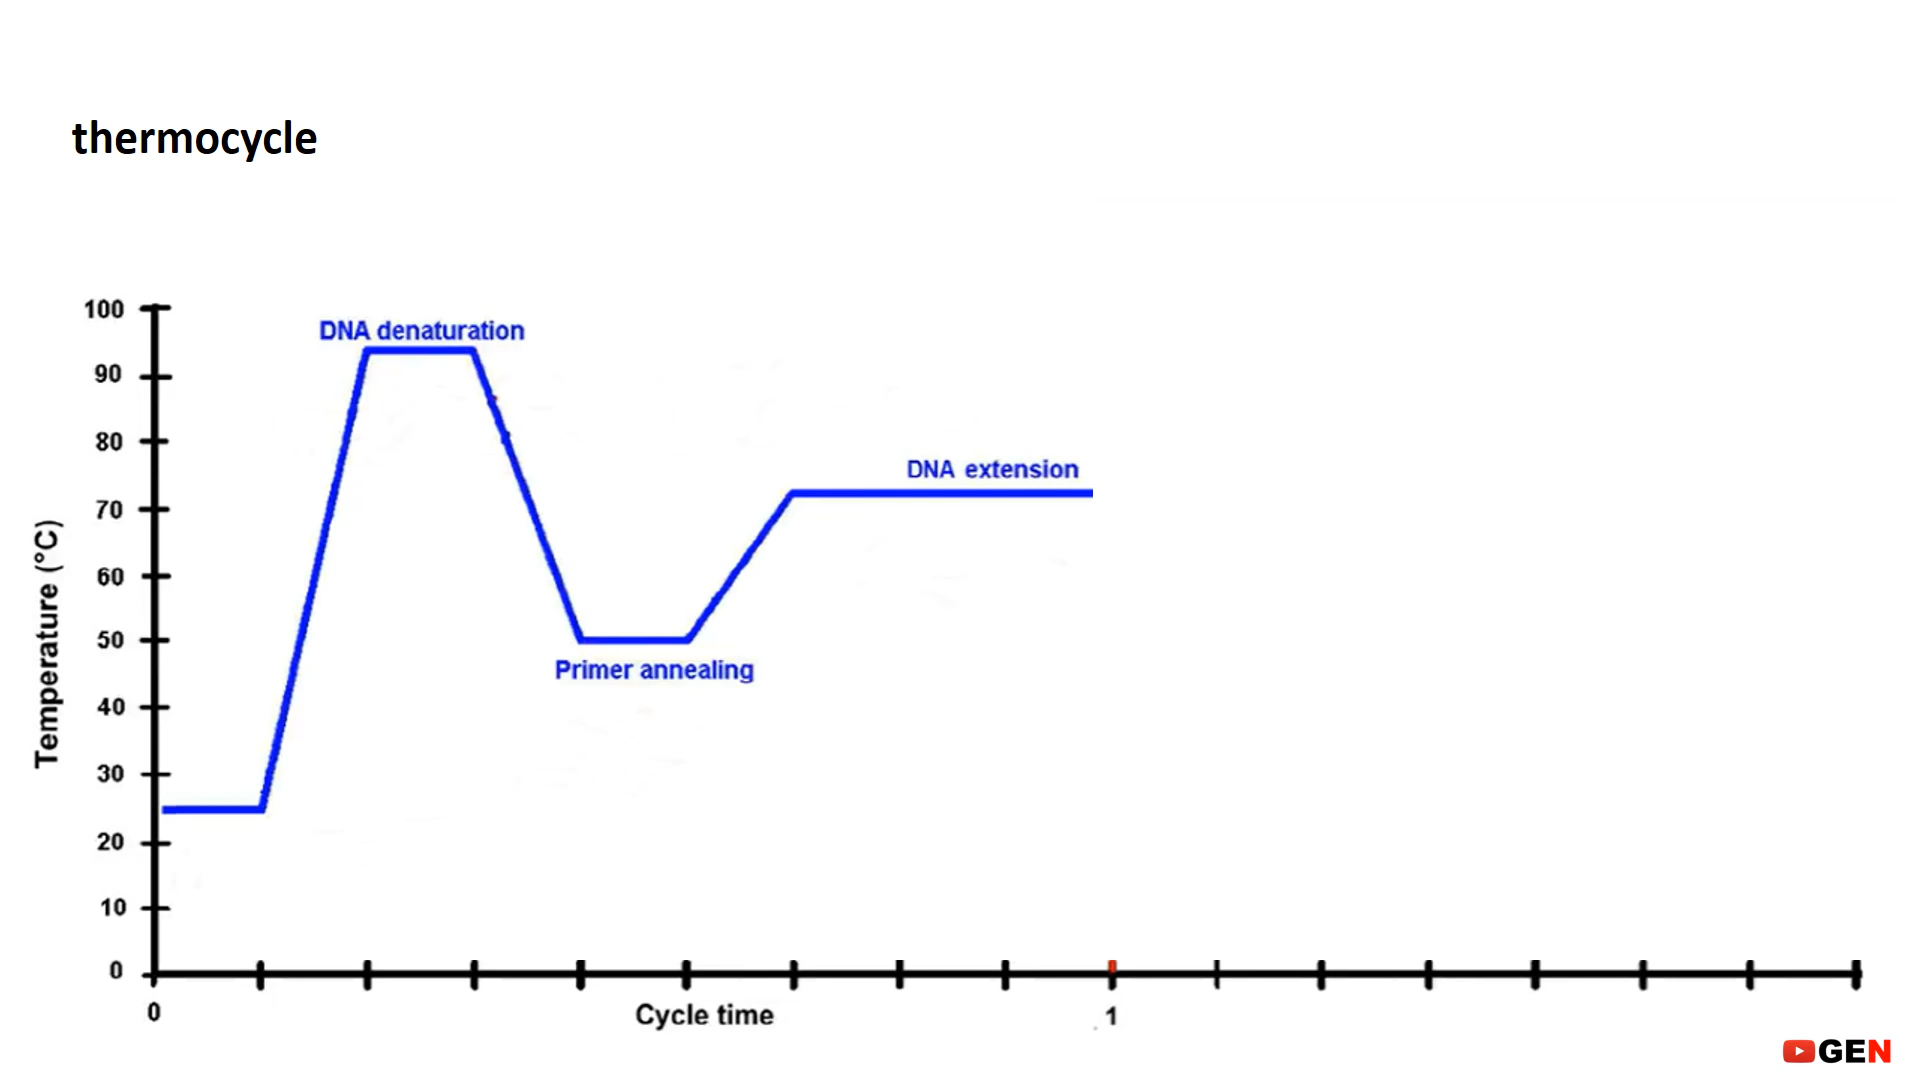 thermocycle
100
DNA denaturation
90
80
DNA extension
70
60
50
Primer annealing
40
30
20
10
0
Temperature (°C)
0
Cycle time
1
GEN